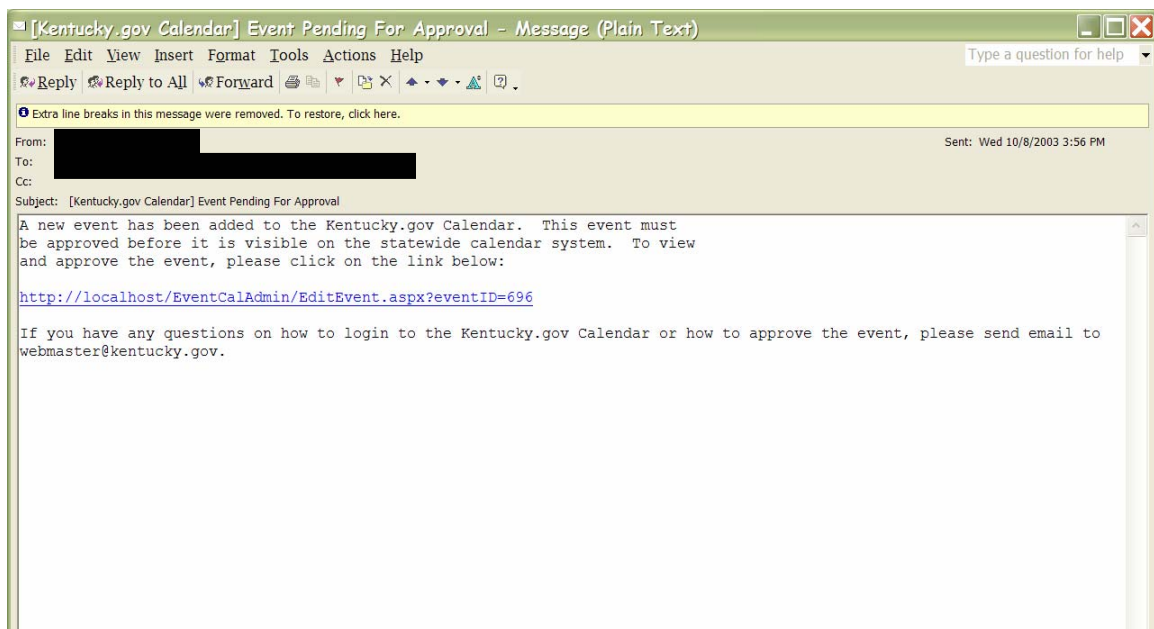 [Kentucky.gov Calendar] Event Pending For Approval - Message (Plain Text)
File Edit View Insert Format Tools Actions Help
Type a question for help
Reply Reply to All Forward
Extra line breaks in this message were removed. To restore, click here.
From:
Sent: Wed 10/8/2003 3:56 PM
To:
Cc:
Subject: [Kentucky.gov Calendar] Event Pending For Approval
A new event has been added to the Kentucky.gov Calendar. This event must
be approved before it is visible on the statewide calendar system. To view
and approve the event, please click on the link below:
http://localhost/EventCalAdmin/EditEvent.aspx?eventID=696
If you have any questions on how to login to the Kentucky.gov Calendar or how to approve the event, please send email to
webmaster@kentucky.gov.